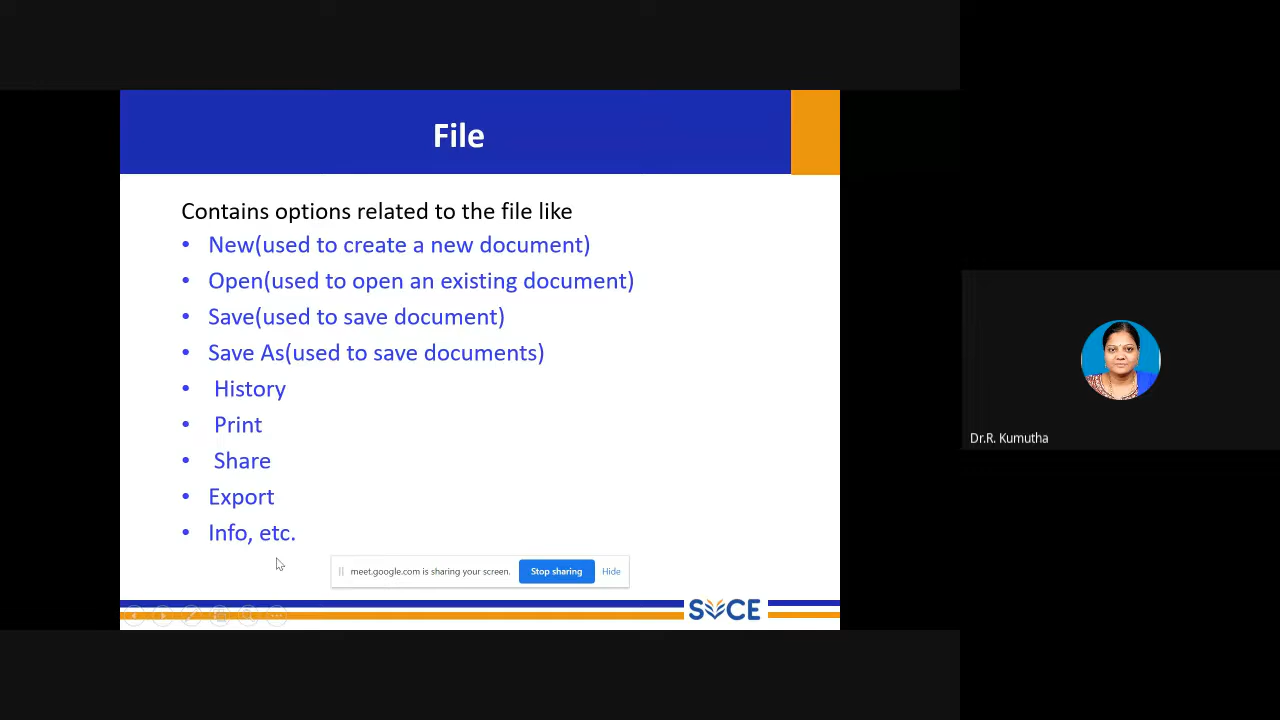 File
Contains options related to the file like
• New(used to create a new document)
• Open(used to open an existing document)
• Save(used to save document)
• Save As(used to save documents)
• History
• Print
• Share
• Export
• Info, etc.
meet.google.com is sharing your screen. Stop sharing Hide
SVCE
Dr.R. Kumutha